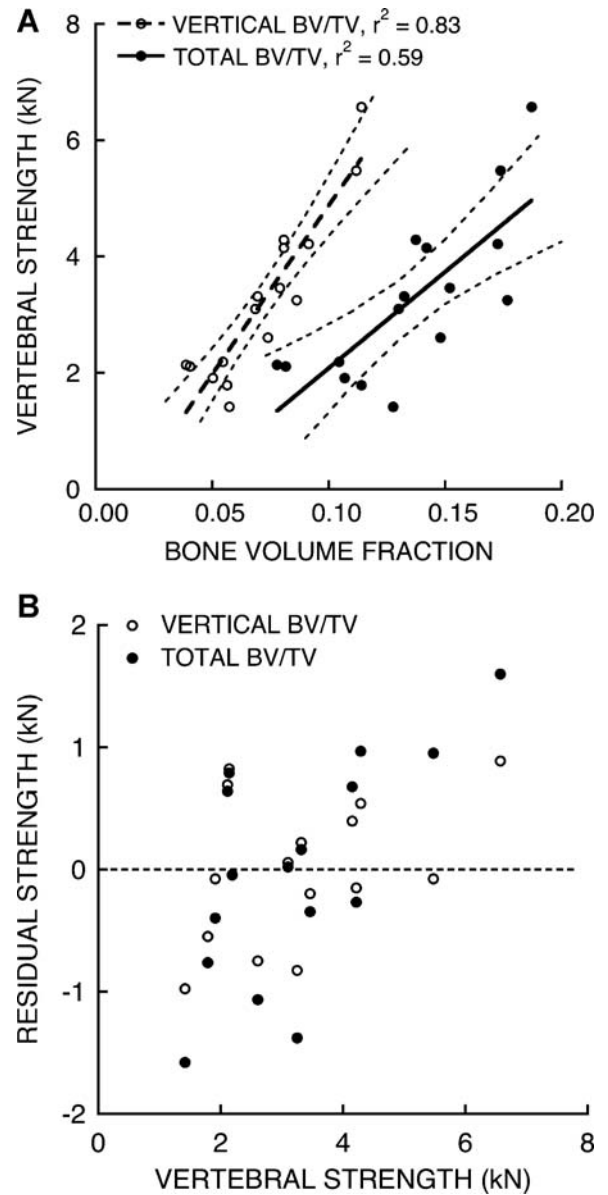 A
VERTICAL BV/TV, r² = 0.83
TOTAL BV/TV, r² = 0.59
8
6
4
2
0
VERTEBRAL STRENGTH (kN)
0.00 0.05 0.10 0.15 0.20
BONE VOLUME FRACTION
B
VERTICAL BV/TV
TOTAL BV/TV
2
1
0
-1
-2
RESIDUAL STRENGTH (kN)
0 2 4 6 8
VERTEBRAL STRENGTH (kN)